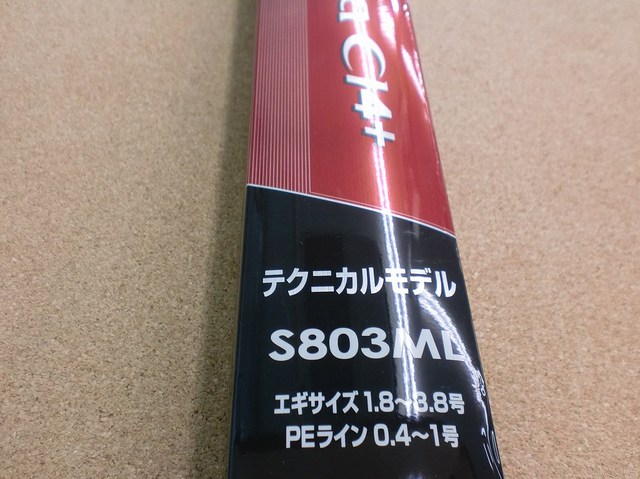 a CI4+
テクニカルモデル
S803ML
エギサイズ 1.8〜3.8号
PEライン 0.4〜1号